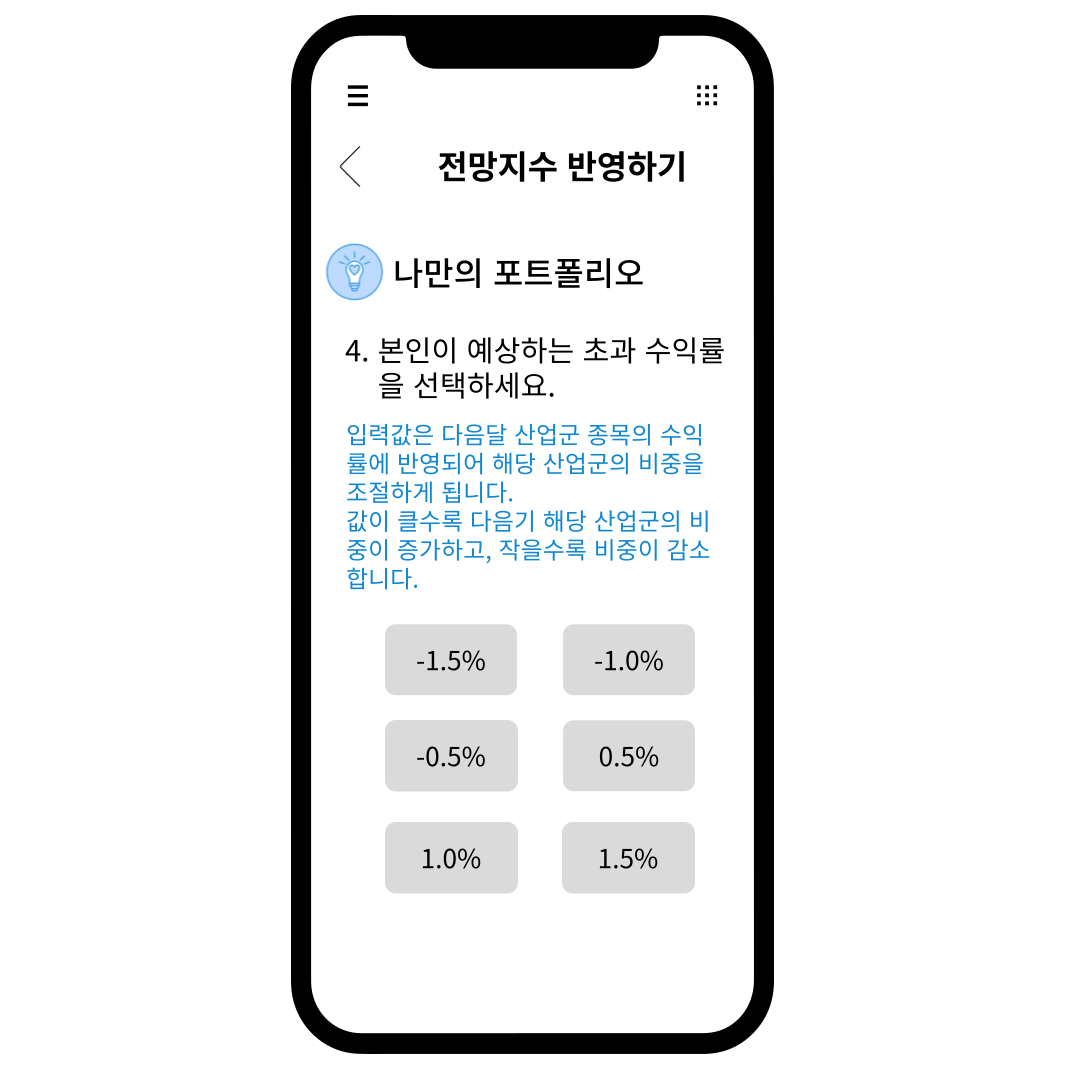 전망지수 반영하기
나만의 포트폴리오
4. 본인이 예상하는 초과 수익률
을 선택하세요.
입력값은 다음달 산업군 종목의 수익
률에 반영되어 해당 산업군의 비중을
조절하게 됩니다.
값이 클수록 다음기 해당 산업군의 비
중이 증가하고, 작을수록 비중이 감소
합니다.
-1.5% -1.0%
-0.5% 0.5%
1.0% 1.5%